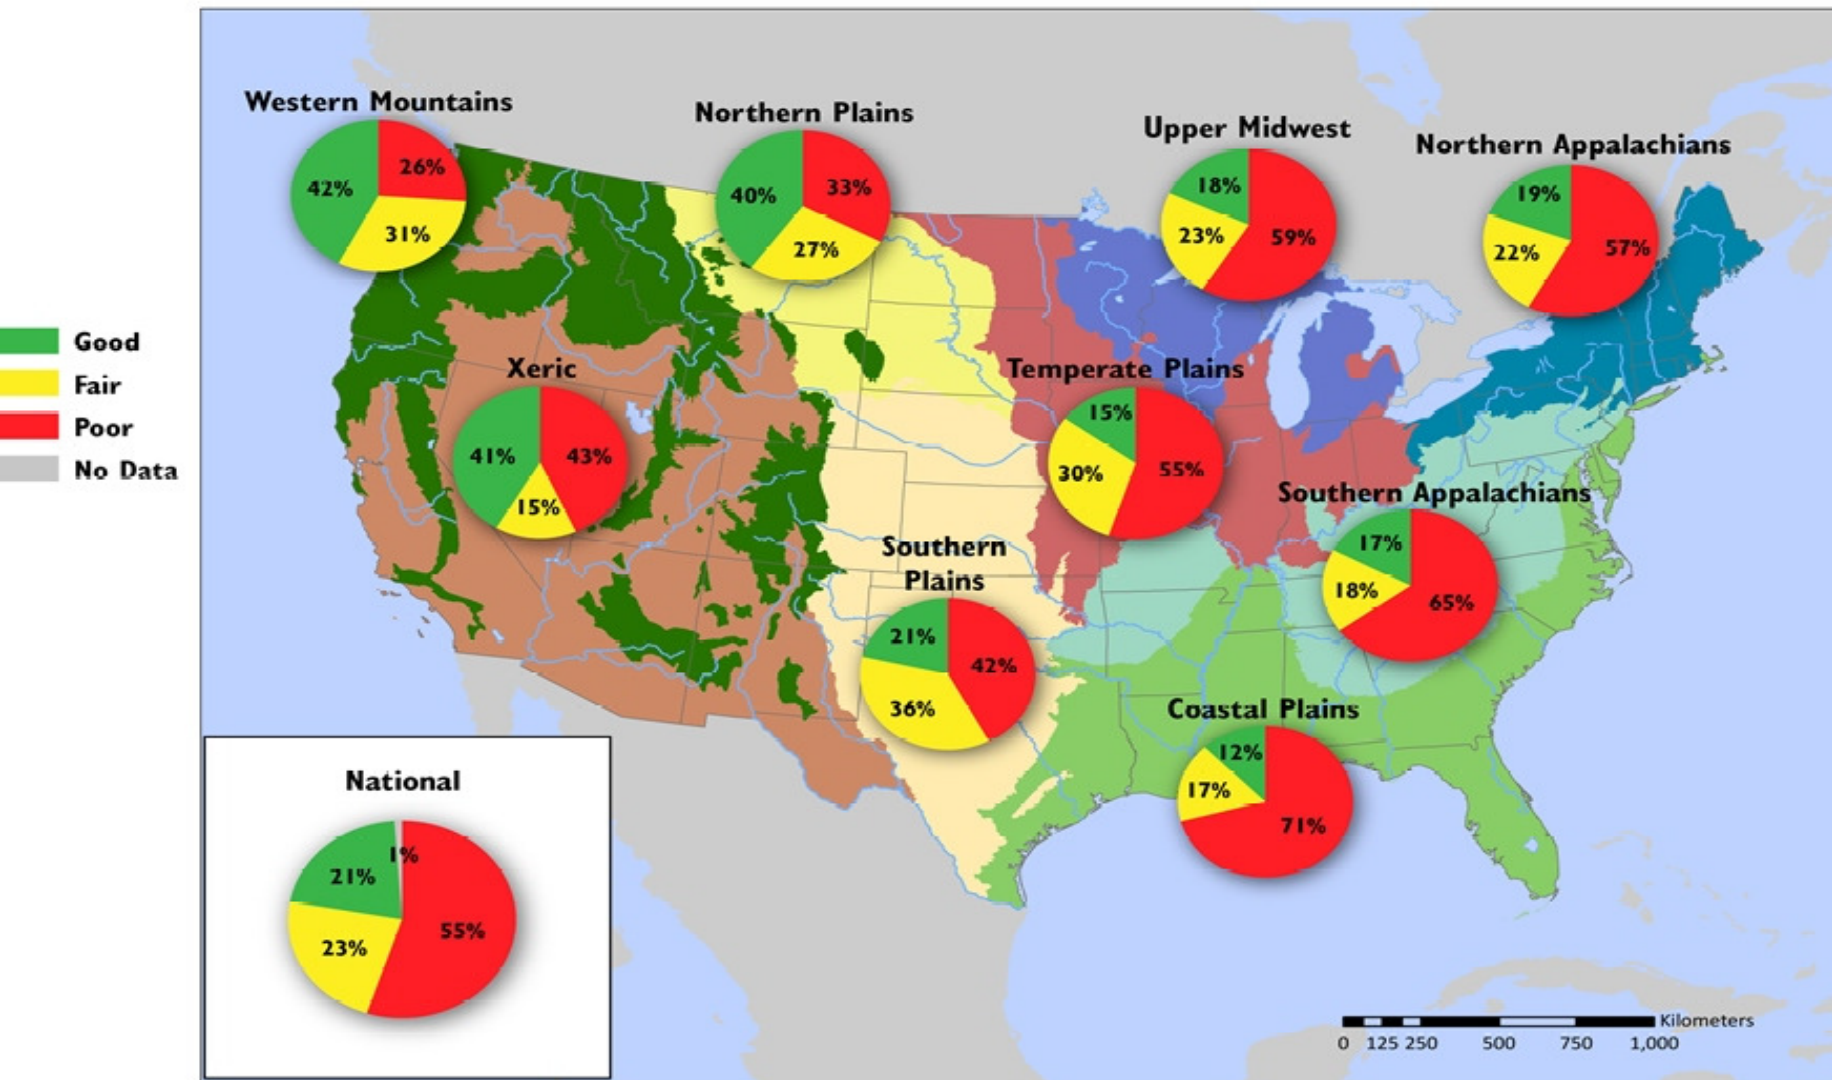 Western Mountains
42%
26%
31%
Northern Plains
40%
33%
27%
Upper Midwest
18%
23%
59%
Northern Appalachians
19%
22%
57%
Good
Fair
Poor
No Data
Xeric
41%
43%
15%
Temperate Plains
15%
30%
55%
Southern Appalachians
17%
18%
65%
Southern
Plains
21%
42%
36%
Coastal Plains
12%
17%
71%
National
1%
21%
55%
23%
Kilometers
0 125 250 500 750 1,000